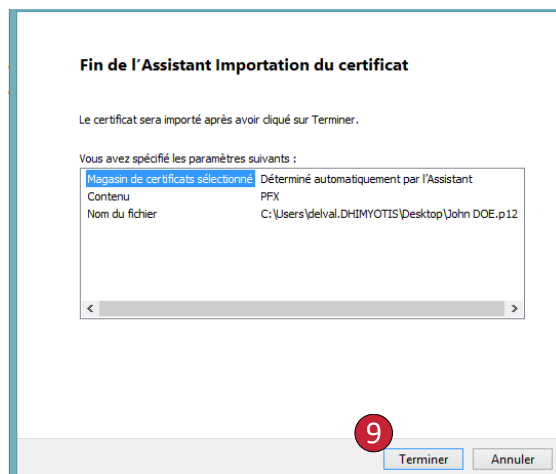 Fin de l'Assistant Importation du certificat
Le certificat sera importé après avoir cliqué sur Terminer.
Vous avez spécifié les paramètres suivants :
Magasin de certificats sélectionné Déterminé automatiquement par l'Assistant
Contenu PFX
Nom du fichier C:\Users\delval.DHIMYOTIS\Desktop\John DOE.p12
9
Terminer Annuler